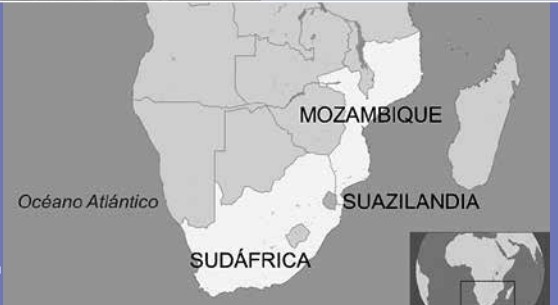 MOZAMBIQUE
Océano Atlántico
SUAZILANDIA
SUDÁFRICA